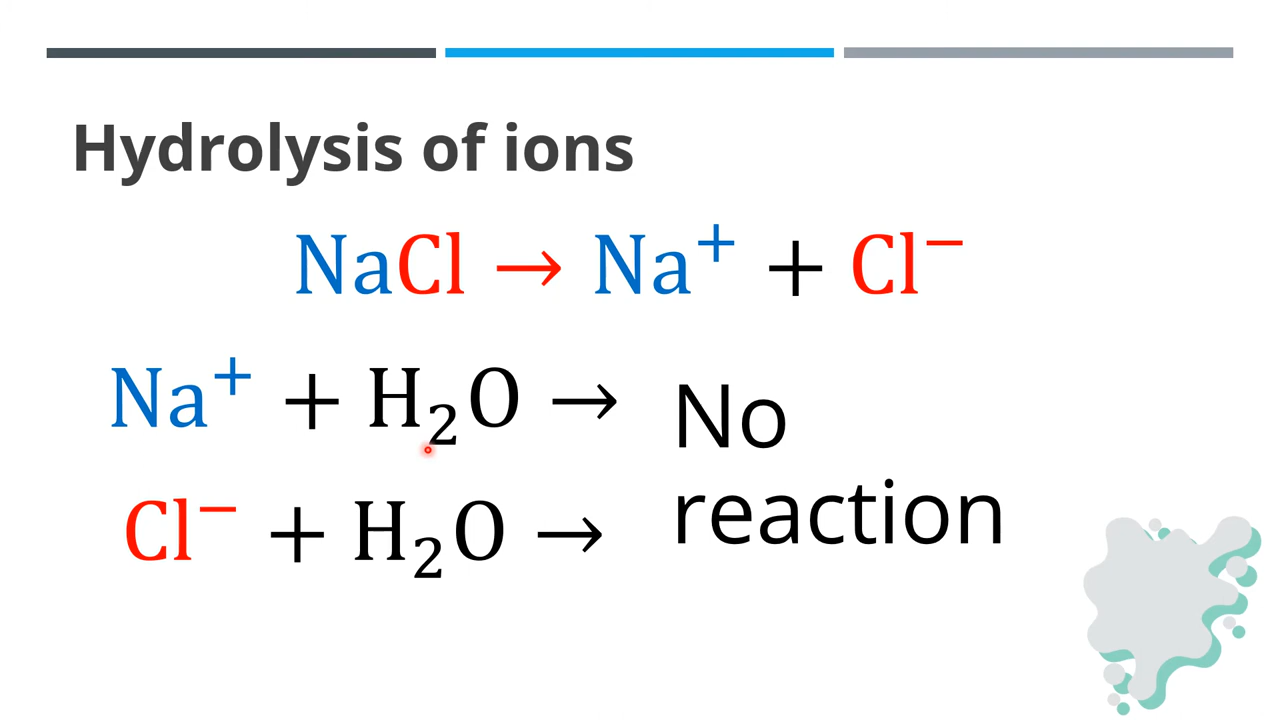 Hydrolysis of ions
NaCl → Na⁺ + Cl⁻
Na⁺ + H₂O →
No
Cl⁻ + H₂O →
reaction